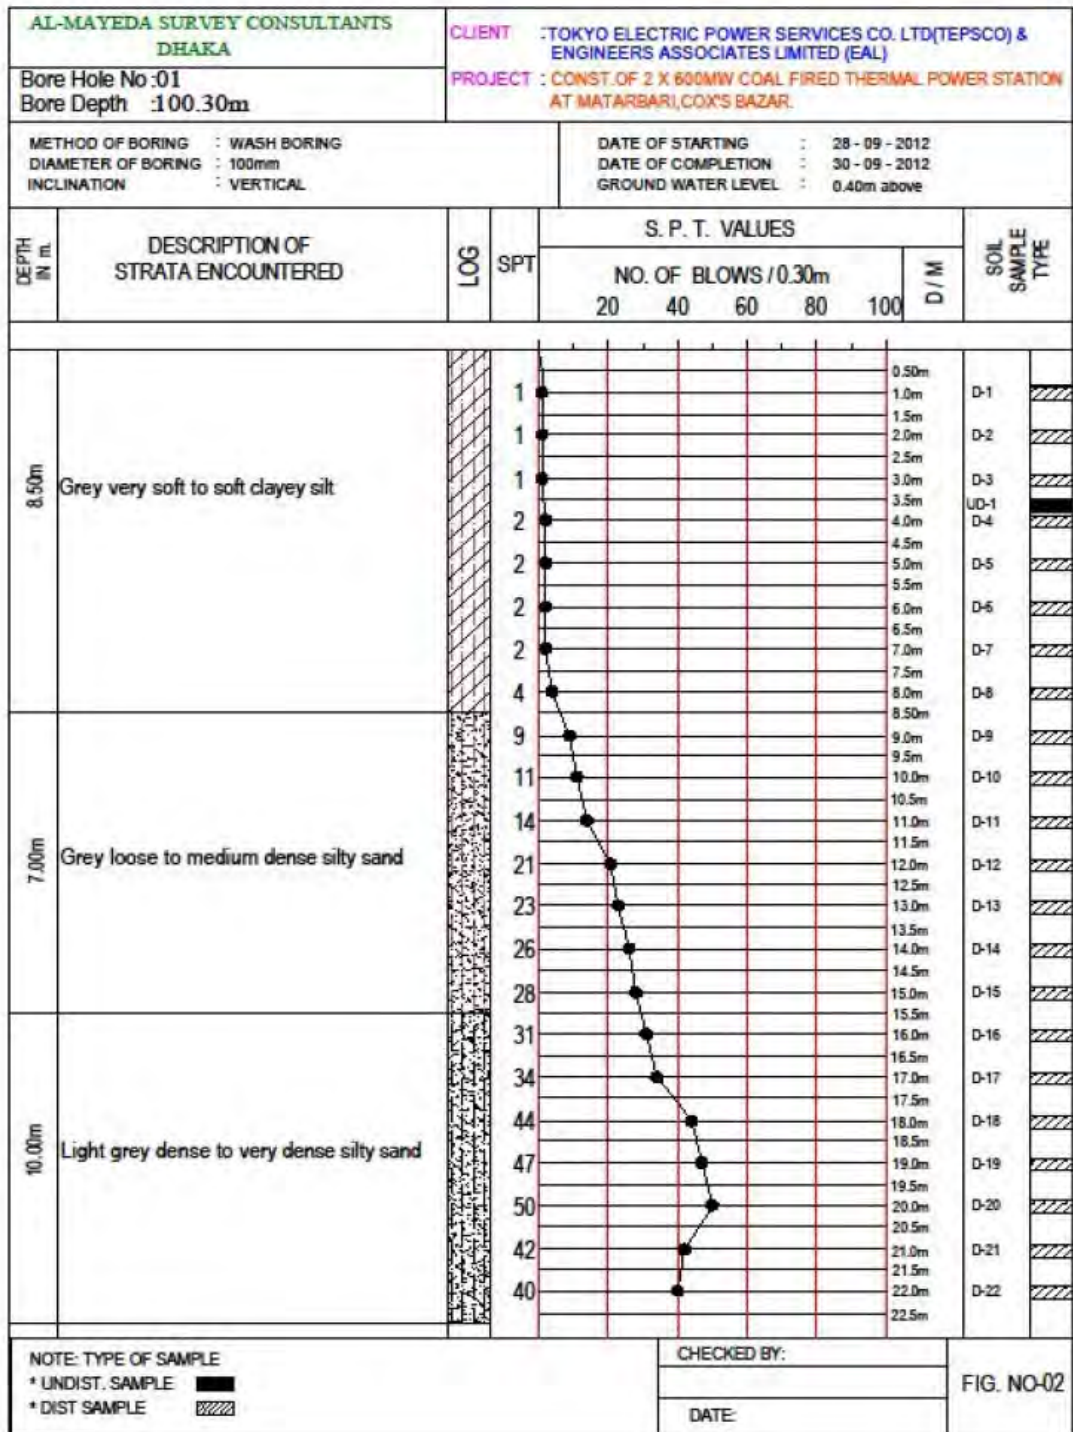 AL-MAYEDA SURVEY CONSULTANTS
DHAKA
Bore Hole No :01
Bore Depth :100.30m
CLIENT :TOKYO ELECTRIC POWER SERVICES CO. LTD(TEPSCO) &
ENGINEERS ASSOCIATES LIMITED (EAL)
PROJECT : CONST.OF 2 X 600MW COAL FIRED THERMAL POWER STATION
AT MATARBARI,COX'S BAZAR.
METHOD OF BORING : WASH BORING
DIAMETER OF BORING : 100mm
INCLINATION : VERTICAL
DATE OF STARTING : 28 - 09 - 2012
DATE OF COMPLETION : 30 - 09 - 2012
GROUND WATER LEVEL : 0.40m above
DEPTH
IN m.
DESCRIPTION OF
STRATA ENCOUNTERED
LOG
SPT
S. P. T. VALUES
NO. OF BLOWS / 0.30m
20 40 60 80 100
D / M
SOIL
SAMPLE
TYPE
0.50m
1 1.0m D-1
1.5m
1 2.0m D-2
2.5m
8.50m
Grey very soft to soft clayey silt
1 3.0m D-3
3.5m UD-1
2 4.0m D-4
4.5m
2 5.0m D-5
5.5m
2 6.0m D-6
6.5m
2 7.0m D-7
7.5m
4 8.0m D-8
8.50m
9 9.0m D-9
9.5m
11 10.0m D-10
10.5m
14 11.0m D-11
11.5m
7.00m
Grey loose to medium dense silty sand
21 12.0m D-12
12.5m
23 13.0m D-13
13.5m
26 14.0m D-14
14.5m
28 15.0m D-15
15.5m
31 16.0m D-16
16.5m
34 17.0m D-17
17.5m
44 18.0m D-18
18.5m
10.00m
Light grey dense to very dense silty sand
47 19.0m D-19
19.5m
50 20.0m D-20
20.5m
42 21.0m D-21
21.5m
40 22.0m D-22
22.5m
NOTE: TYPE OF SAMPLE
* UNDIST. SAMPLE
* DIST SAMPLE
CHECKED BY:
DATE:
FIG. NO-02